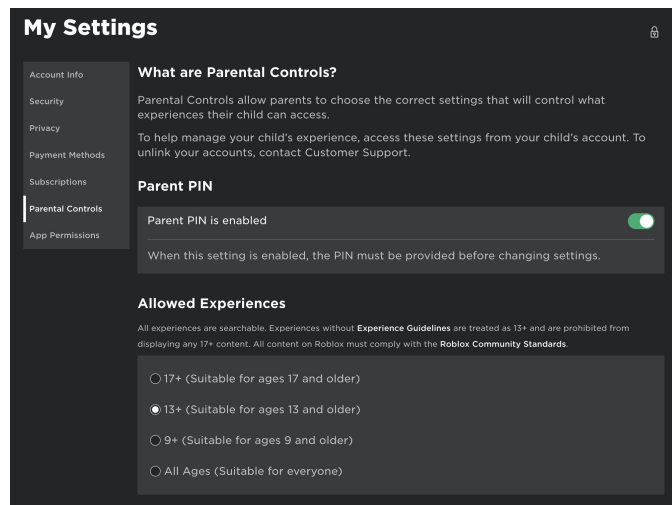 My Settings
Account Info
Security
Privacy
Payment Methods
Subscriptions
Parental Controls
App Permissions
What are Parental Controls?
Parental Controls allow parents to choose the correct settings that will control what
experiences their child can access.
To help manage your child's experience, access these settings from your child's account. To
unlink your accounts, contact Customer Support.
Parent PIN
Parent PIN is enabled
When this setting is enabled, the PIN must be provided before changing settings.
Allowed Experiences
All experiences are searchable. Experiences without Experience Guidelines are treated as 13+ and are prohibited from
displaying any 17+ content. All content on Roblox must comply with the Roblox Community Standards.
17+ (Suitable for ages 17 and older)
13+ (Suitable for ages 13 and older)
9+ (Suitable for ages 9 and older)
All Ages (Suitable for everyone)